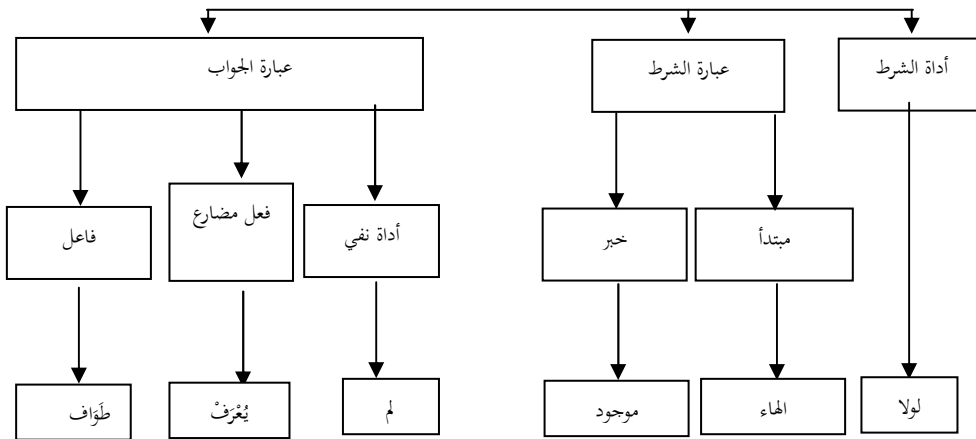 أداة الشرط
عبارة الشرط
عبارة الجواب
مبتدأ
خبر
أداة نفي
فعل مضارع
فاعل
لولا
الهاء
موجود
لم
يُعْرَفْ
طَوَاف